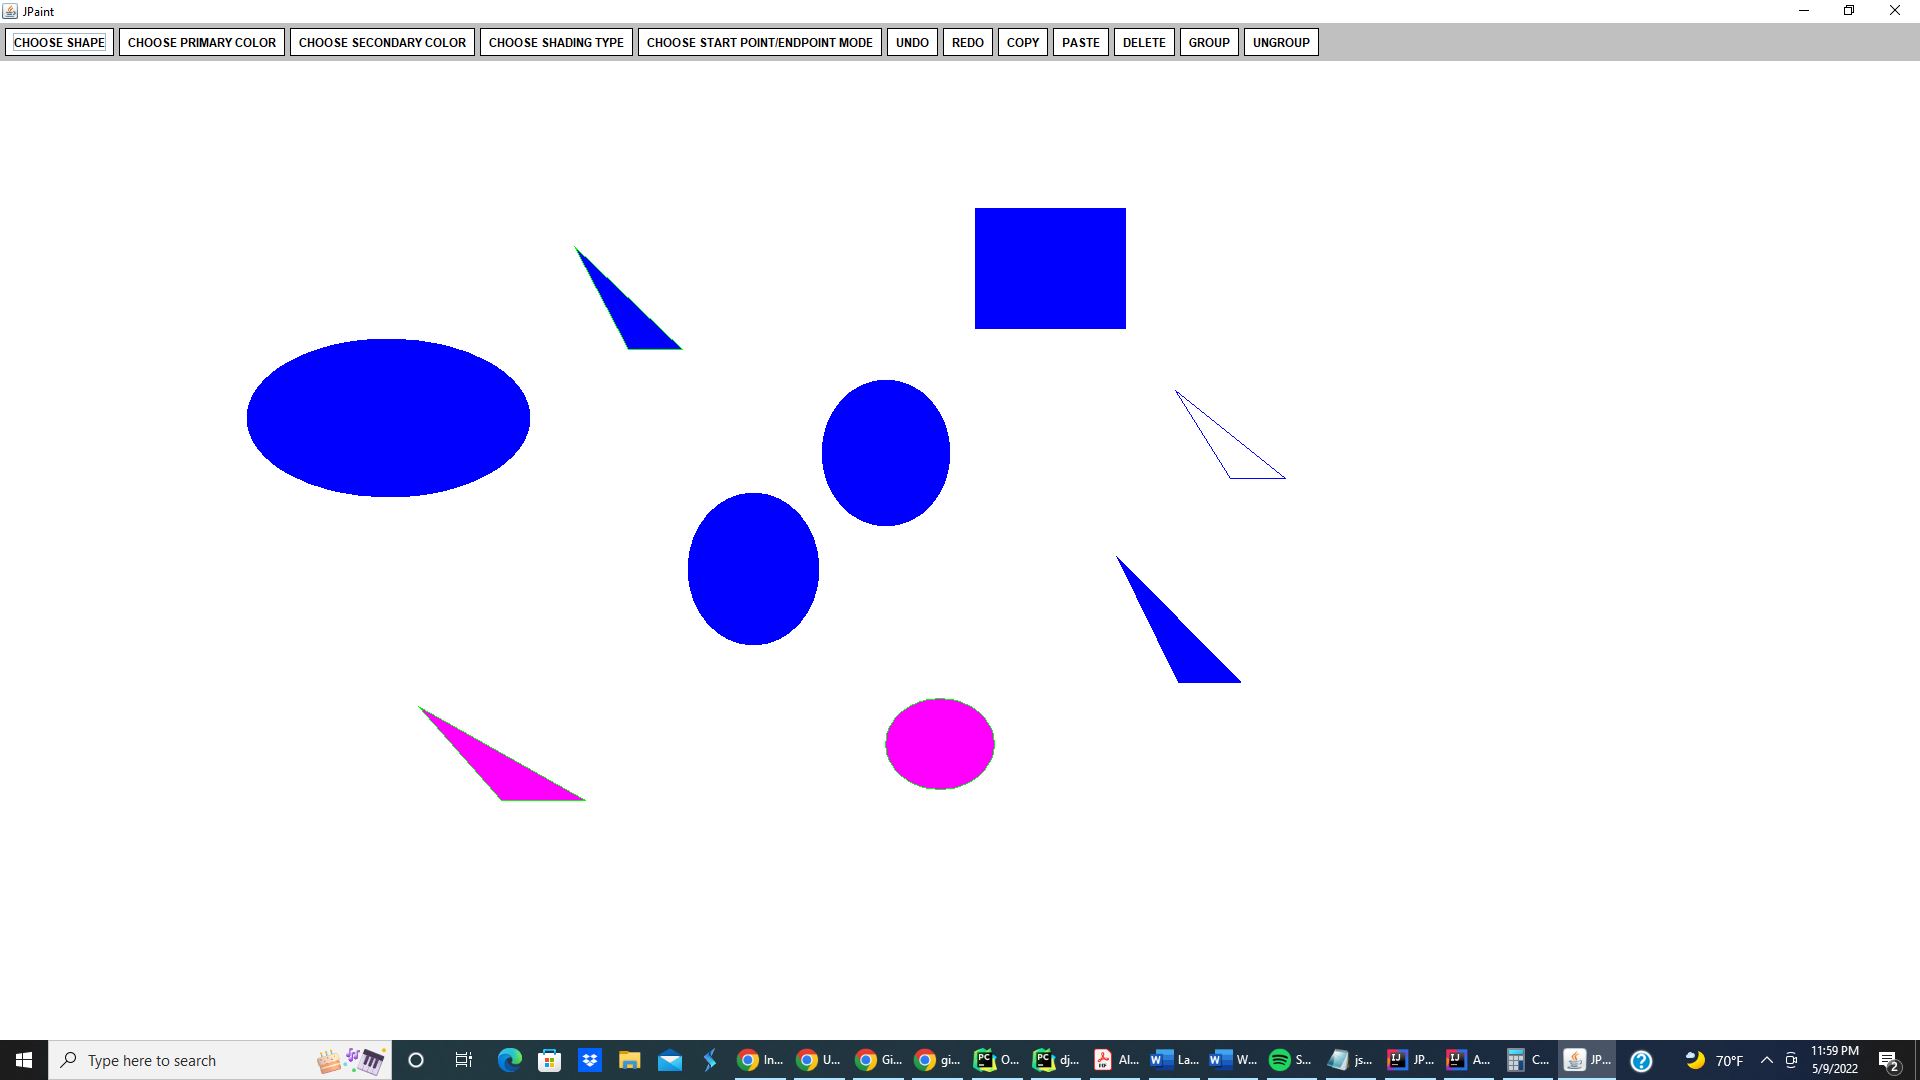 JPaint
CHOOSE SHAPE CHOOSE PRIMARY COLOR CHOOSE SECONDARY COLOR CHOOSE SHADING TYPE CHOOSE START POINT/ENDPOINT MODE UNDO REDO COPY PASTE DELETE GROUP UNGROUP
Type here to search In... U... Gi... gi... O... dj... Al... La... W... S... js... JP... A... C... JP... 70°F 11:59 PM
5/9/2022 2